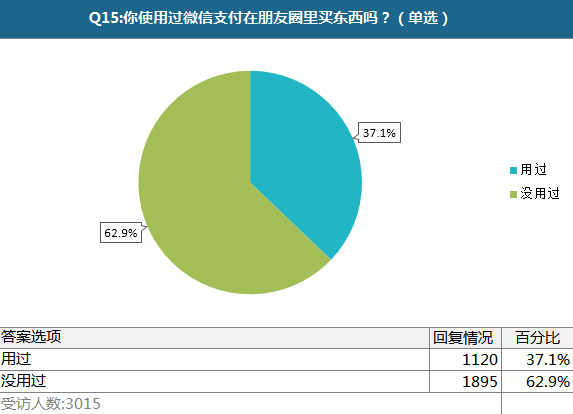 Q15:你使用过微信支付在朋友圈里买东西吗？（单选）
37.1%
用过
没用过
62.9%
答案选项 回复情况 百分比
用过 1120 37.1%
没用过 1895 62.9%
受访人数:3015